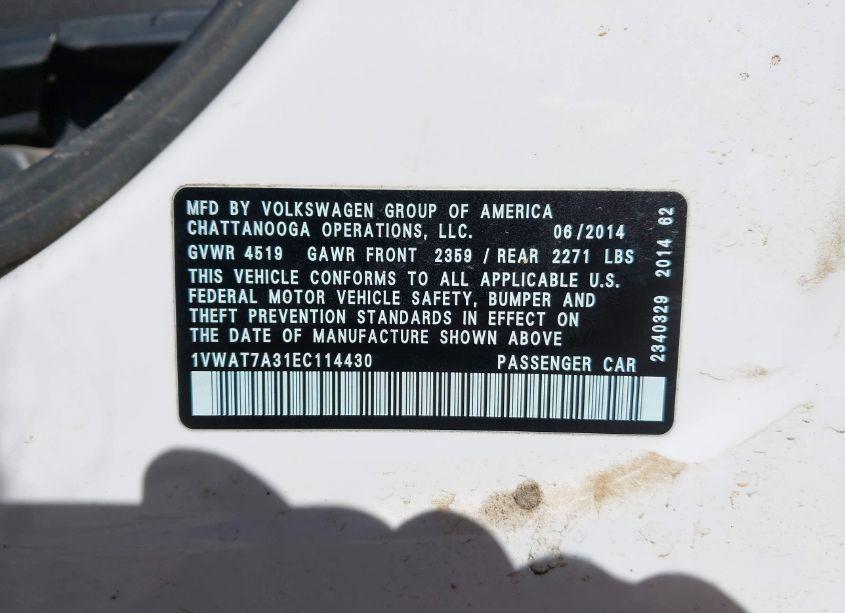 MFD BY VOLKSWAGEN GROUP OF AMERICA
CHATTANOOGA OPERATIONS, LLC. 06/2014
GVWR 4519 GAWR FRONT 2359 / REAR 2271 LBS
THIS VEHICLE CONFORMS TO ALL APPLICABLE U.S.
FEDERAL MOTOR VEHICLE SAFETY, BUMPER AND
THEFT PREVENTION STANDARDS IN EFFECT ON
THE DATE OF MANUFACTURE SHOWN ABOVE
1VWAT7A31EC114430 PASSENGER CAR
2340329 2014 62